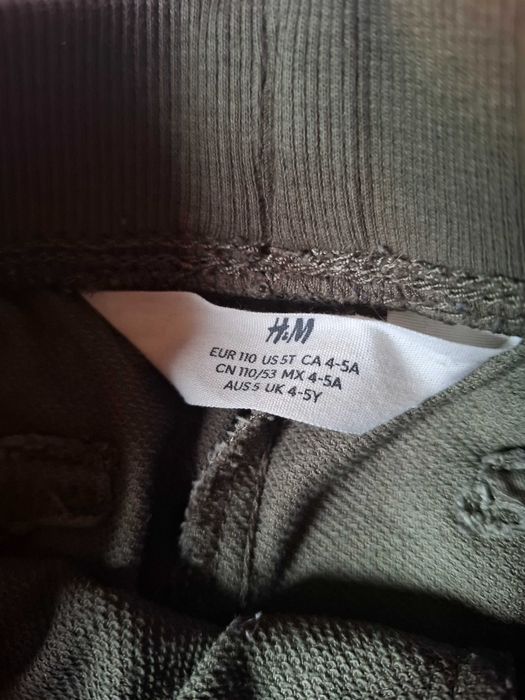 H&M
EUR 110 US 5T CA 4-5A
CN 110/53 MX 4-5A
AUS 5 UK 4-5Y